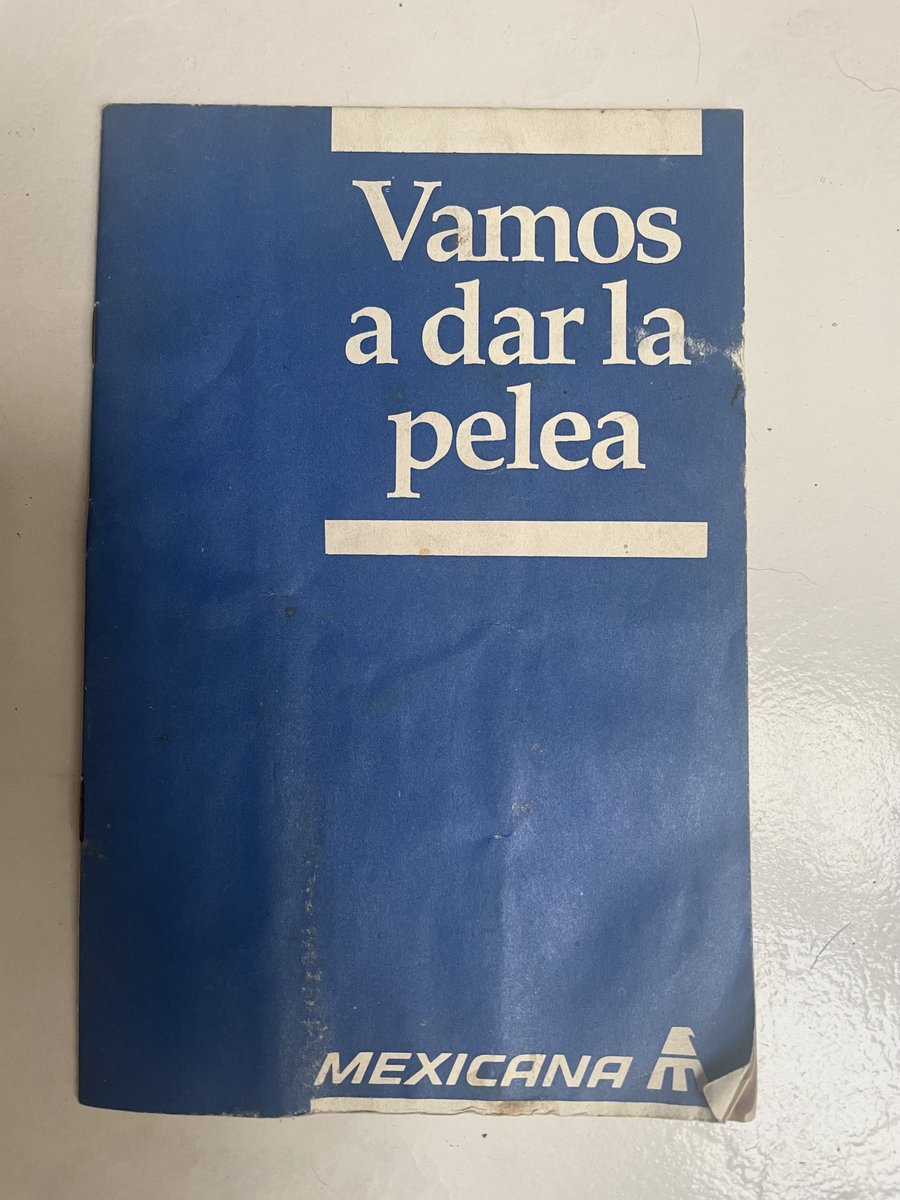 Vamos
a dar la
pelea
MEXICANA